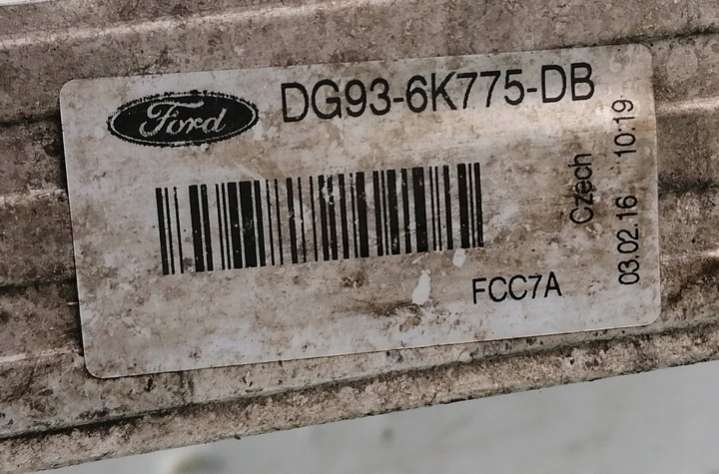 Ford
DG93-6K775-DB
FCC7A
Czech
03.02.16 10:19